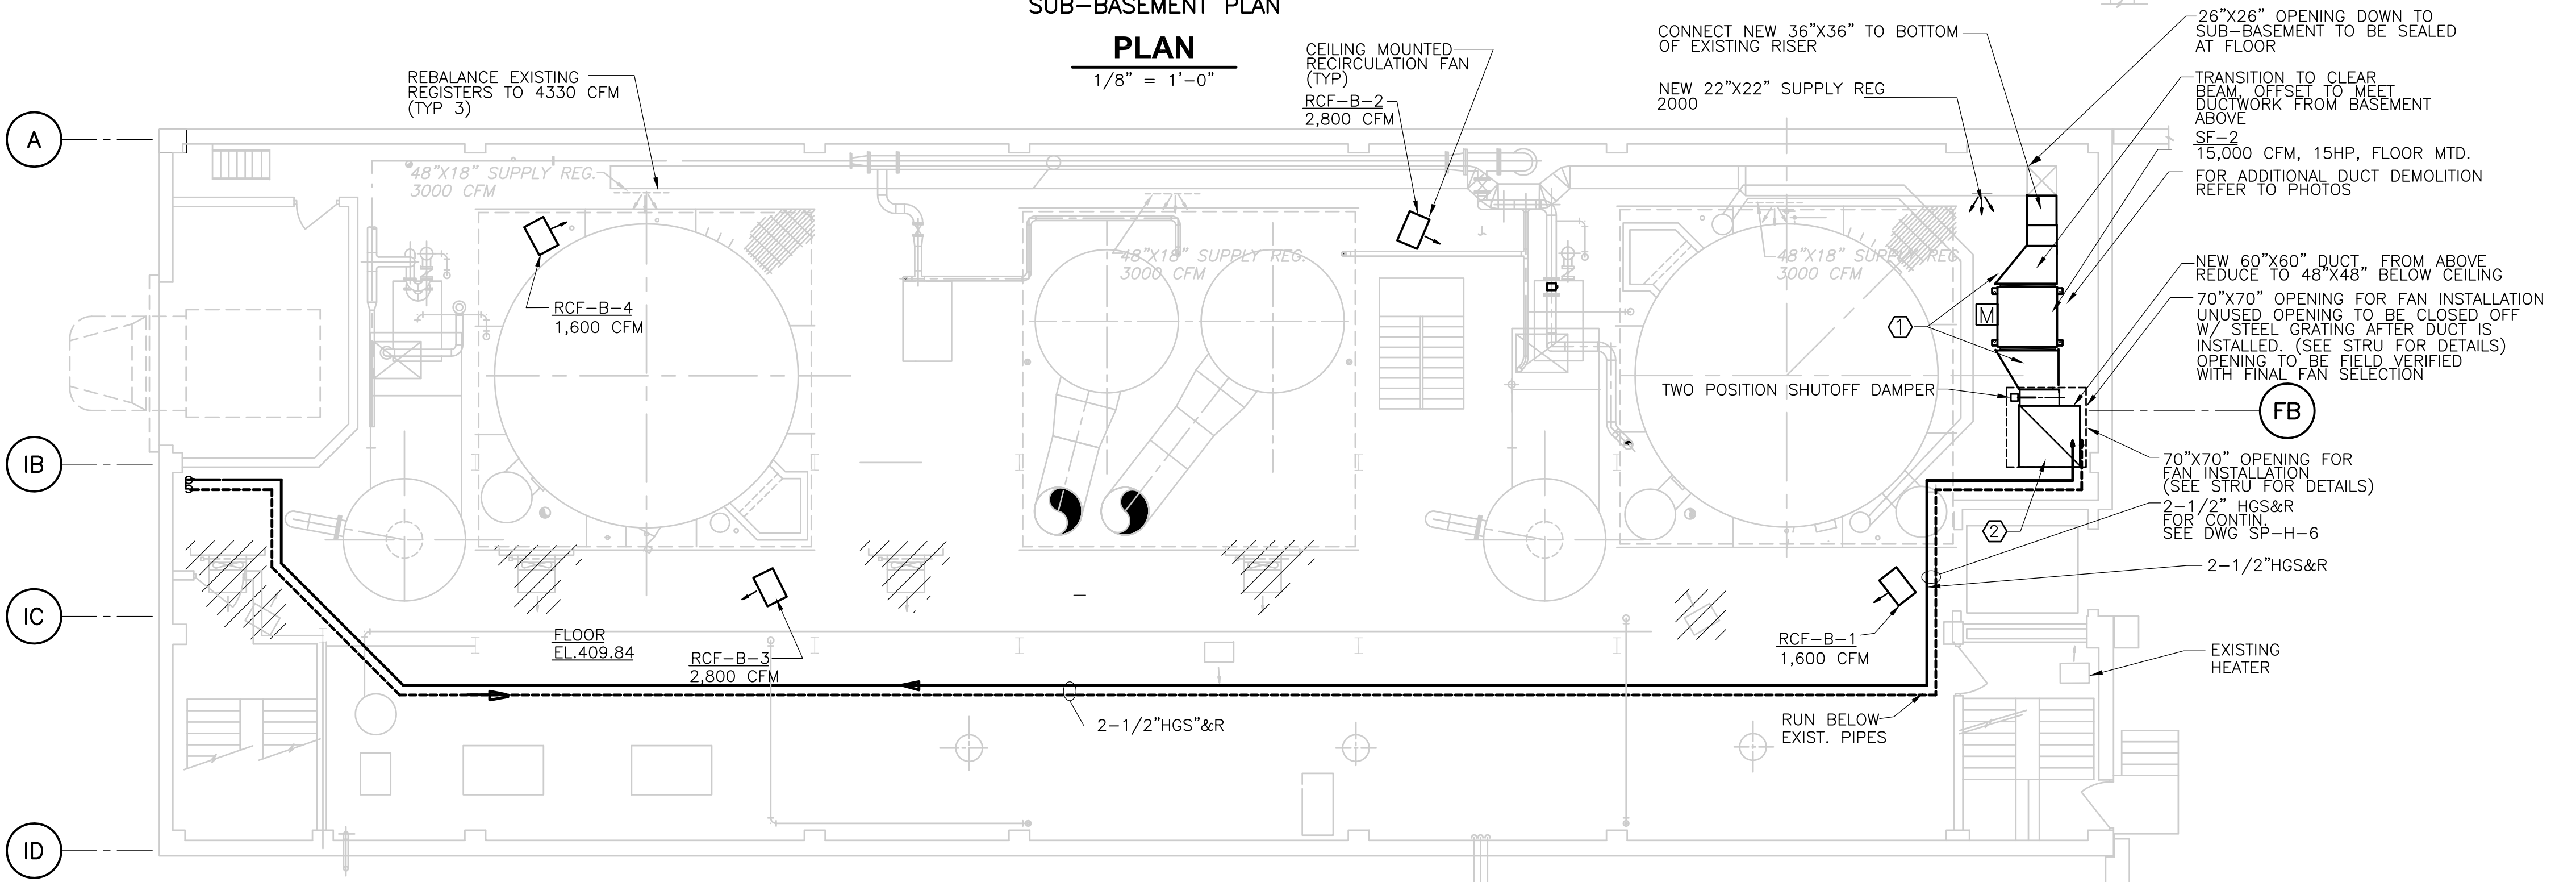 SUB-BASEMENT PLAN
PLAN
1/8" = 1'-0"
REBALANCE EXISTING
REGISTERS TO 4330 CFM
(TYP 3)
CEILING MOUNTED
RECIRCULATION FAN
(TYP)
RCF-B-2
2,800 CFM
CONNECT NEW 36"X36" TO BOTTOM
OF EXISTING RISER
NEW 22"X22" SUPPLY REG
2000
26"X26" OPENING DOWN TO
SUB-BASEMENT TO BE SEALED
AT FLOOR
TRANSITION TO CLEAR
BEAM, OFFSET TO MEET
DUCTWORK FROM BASEMENT
ABOVE
SF-2
15,000 CFM, 15HP, FLOOR MTD.
FOR ADDITIONAL DUCT DEMOLITION
REFER TO PHOTOS
A
48"X18" SUPPLY REG.
3000 CFM
48"X18" SUPPLY REG.
3000 CFM
48"X18" SUPPLY REG
3000 CFM
NEW 60"X60" DUCT FROM ABOVE
REDUCE TO 48"X48" BELOW CEILING
70"X70" OPENING FOR FAN INSTALLATION
UNUSED OPENING TO BE CLOSED OFF
W/ STEEL GRATING AFTER DUCT IS
INSTALLED. (SEE STRU FOR DETAILS)
OPENING TO BE FIELD VERIFIED
WITH FINAL FAN SELECTION
RCF-B-4
1,600 CFM
M
1
TWO POSITION SHUTOFF DAMPER
FB
IB
70"X70" OPENING FOR
FAN INSTALLATION
(SEE STRU FOR DETAILS)
2-1/2" HGS&R
FOR CONTIN.
SEE DWG SP-H-6
2
2-1/2"HGS&R
IC
FLOOR
EL.409.84
RCF-B-3
2,800 CFM
RCF-B-1
1,600 CFM
EXISTING
HEATER
2-1/2"HGS"&R
RUN BELOW
EXIST. PIPES
ID